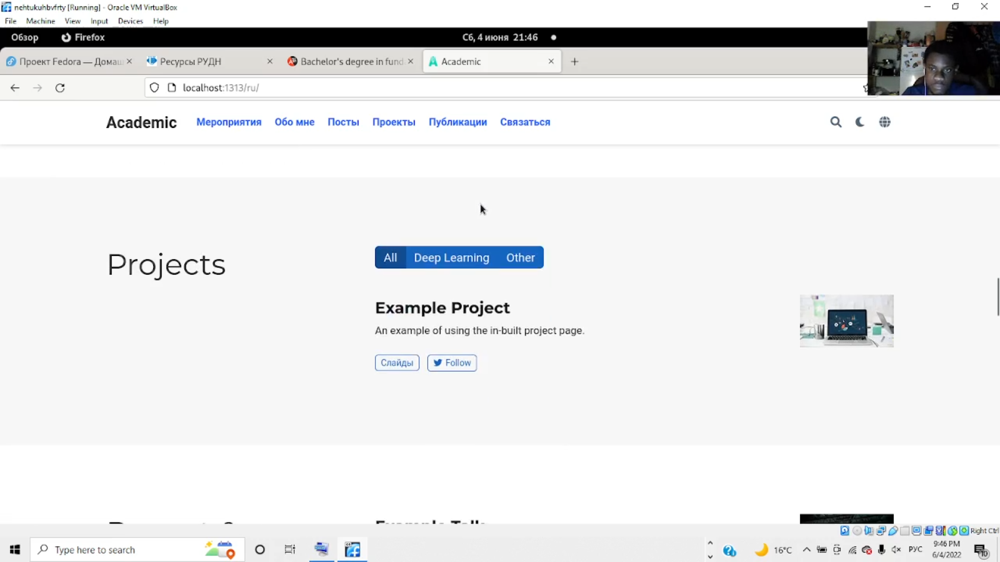 nehtukuhbvfrty [Running] - Oracle VM VirtualBox
File Machine View Input Devices Help
Обзор Firefox Сб, 4 июня 21:46
Проект Fedora — Домаш Ресурсы РУДН Bachelor's degree in fund Academic
localhost:1313/ru/
Academic Мероприятия Обо мне Посты Проекты Публикации Связаться
Projects
All Deep Learning Other
Example Project
An example of using the in-built project page.
Слайды Follow
Example Talk
Right Ctrl
Type here to search
16°C
РУС
9:46 PM
6/4/2022
10